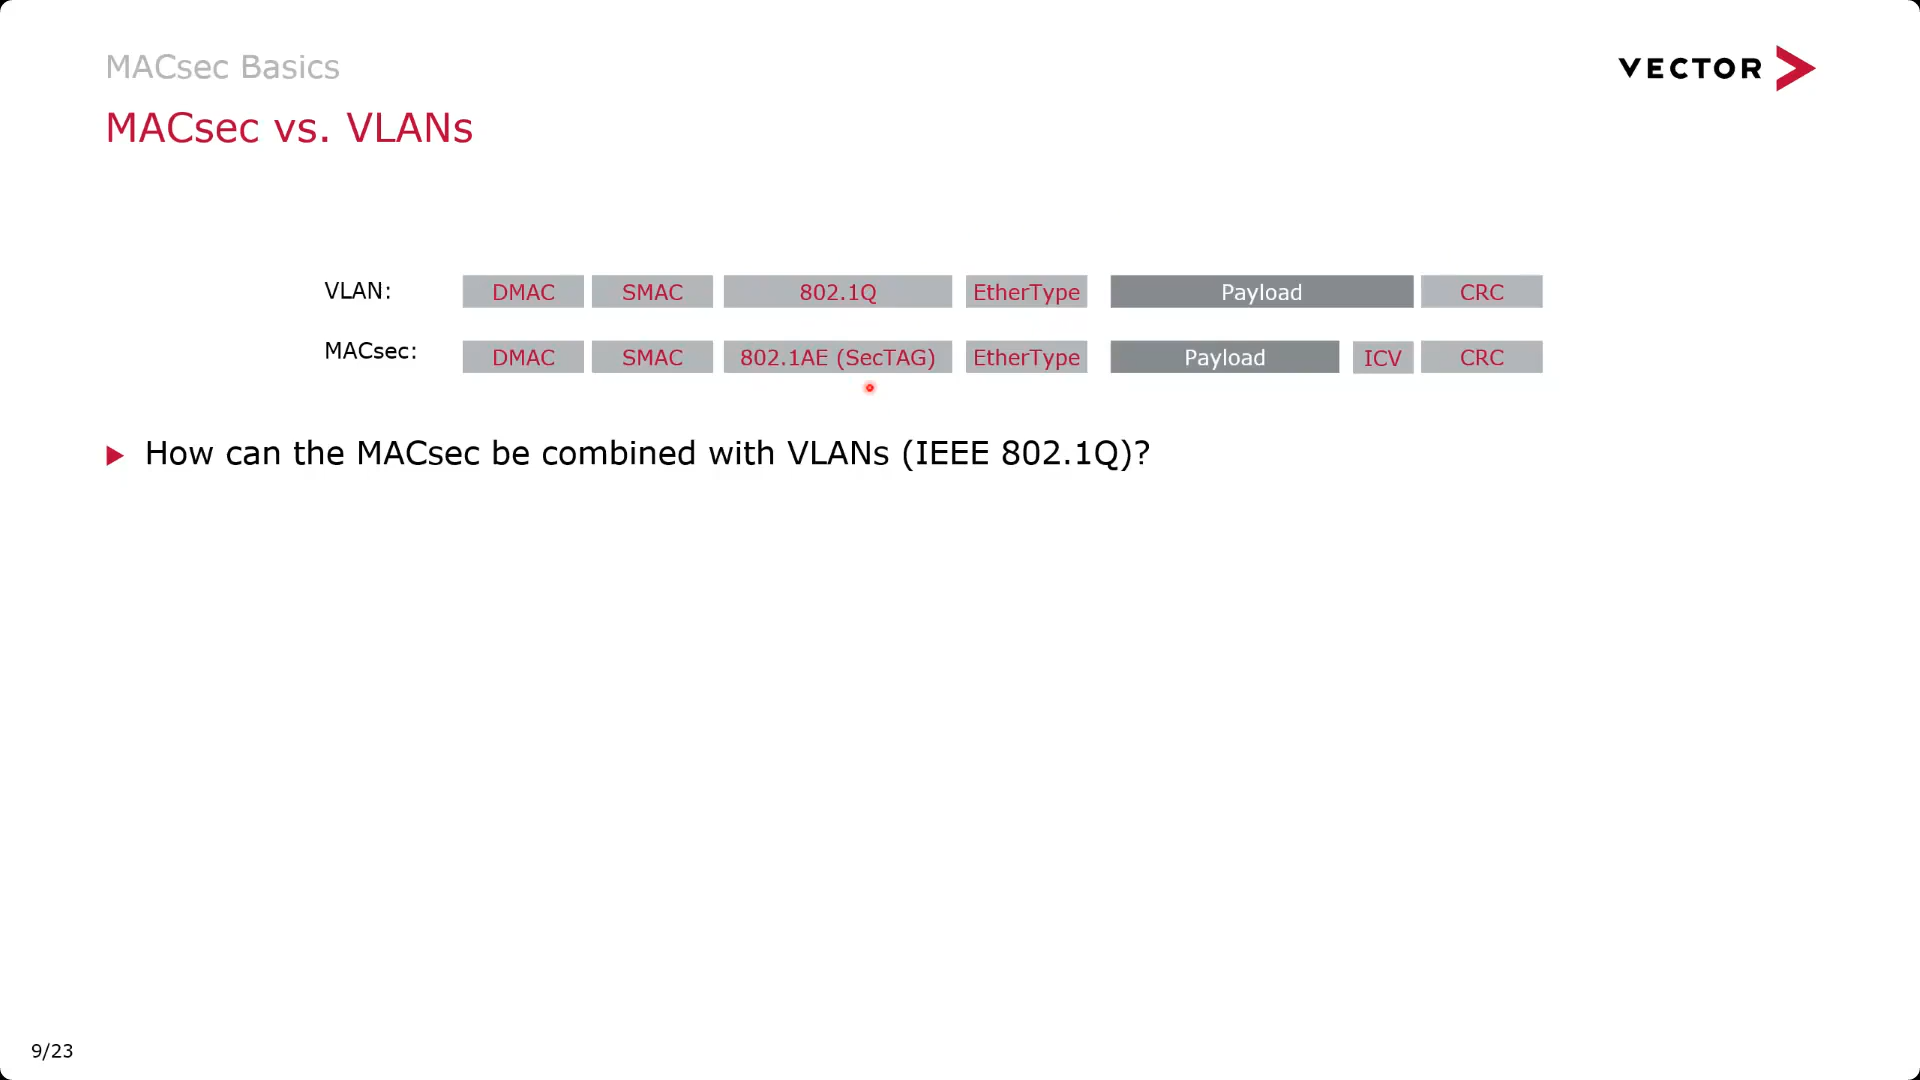 MACsec Basics
VECTOR
MACsec vs. VLANs
VLAN: DMAC SMAC 802.1Q EtherType Payload CRC
MACsec: DMAC SMAC 802.1AE (SecTAG) EtherType Payload ICV CRC
How can the MACsec be combined with VLANs (IEEE 802.1Q)?
9/23